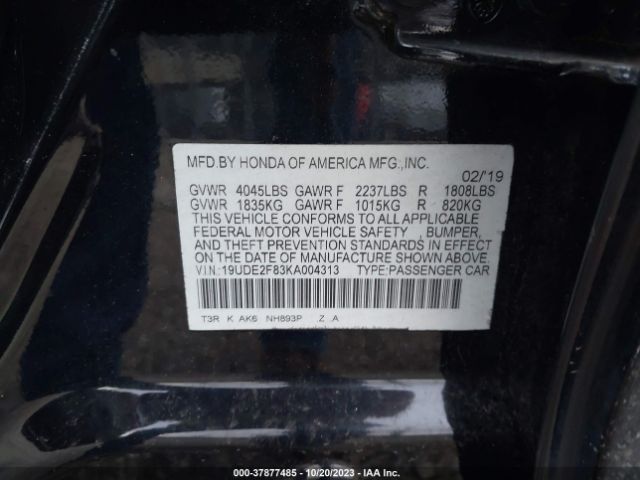 MFD.BY HONDA OF AMERICA MFG.,INC.
02/'19
GVWR 4045LBS GAWR F 2237LBS R 1808LBS
GVWR 1835KG GAWR F 1015KG R 820KG
THIS VEHICLE CONFORMS TO ALL APPLICABLE
FEDERAL MOTOR VEHICLE SAFETY , BUMPER,
AND THEFT PREVENTION STANDARDS IN EFFECT
ON THE DATE OF MANUFACTURE SHOWN ABOVE.
V.I.N: 19UDE2F83KA004313 TYPE:PASSENGER CAR
T3R K AK6 NH893P .Z .A
000-37877485 - 10/20/2023 - IAA Inc.